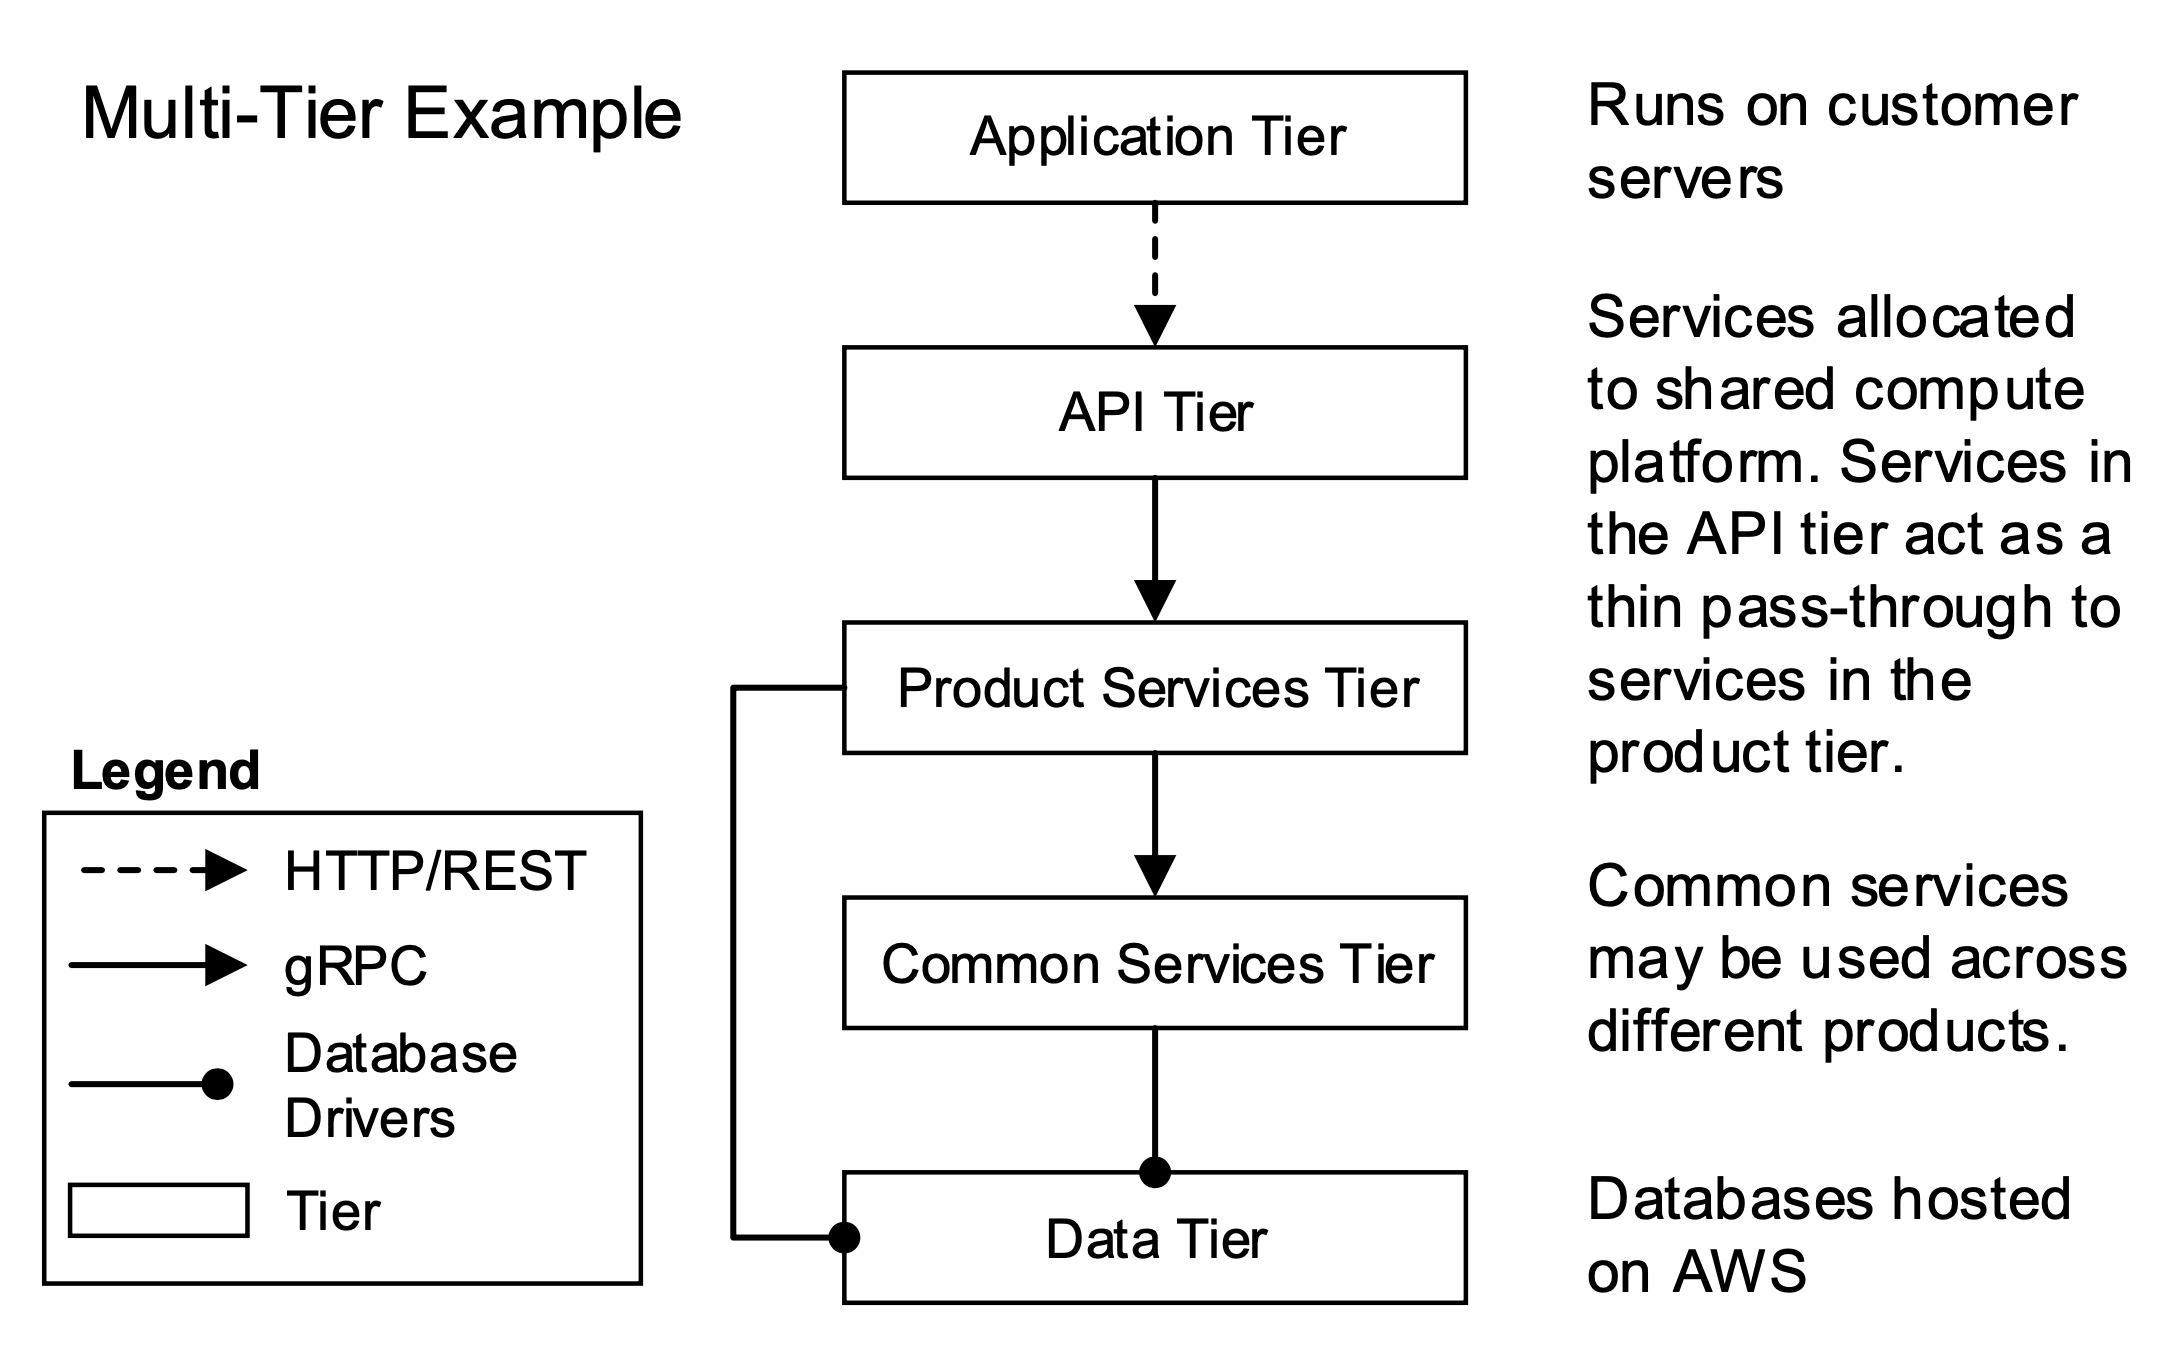 Multi-Tier Example
Application Tier
Runs on customer
servers
API Tier
Services allocated
to shared compute
platform. Services in
the API tier act as a
thin pass-through to
services in the
product tier.
Product Services Tier
Common Services Tier
Common services
may be used across
different products.
Data Tier
Databases hosted
on AWS
Legend
HTTP/REST
gRPC
Database
Drivers
Tier